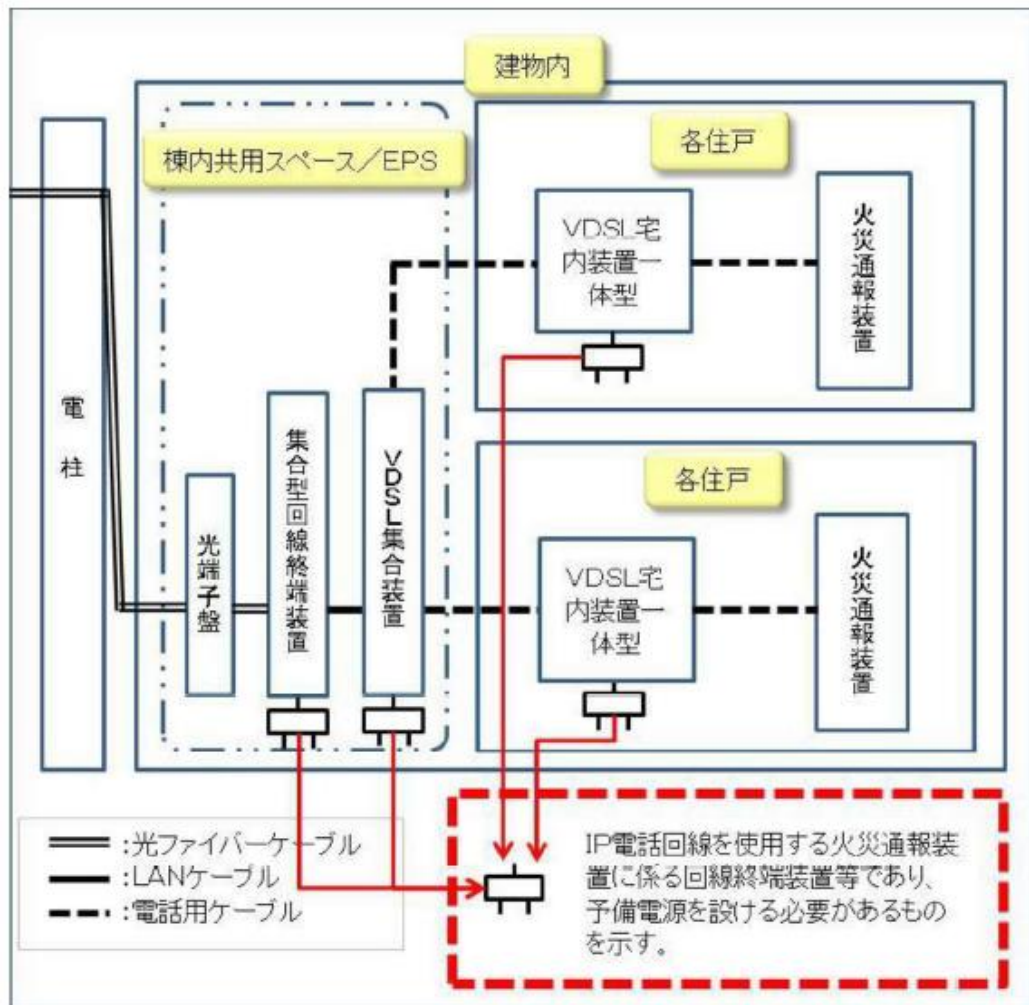 建物内
棟内共用スペース／EPS
各住戸
VDSL宅
内装置一
体型
火災通報装置
電柱
各住戸
光端子盤
集合型回線終端装置
VDSL集合装置
VDSL宅
内装置一
体型
火災通報装置
:光ファイバーケーブル
:LANケーブル
:電話用ケーブル
IP電話回線を使用する火災通報装
置に係る回線終端装置等であり、
予備電源を設ける必要があるもの
を示す。